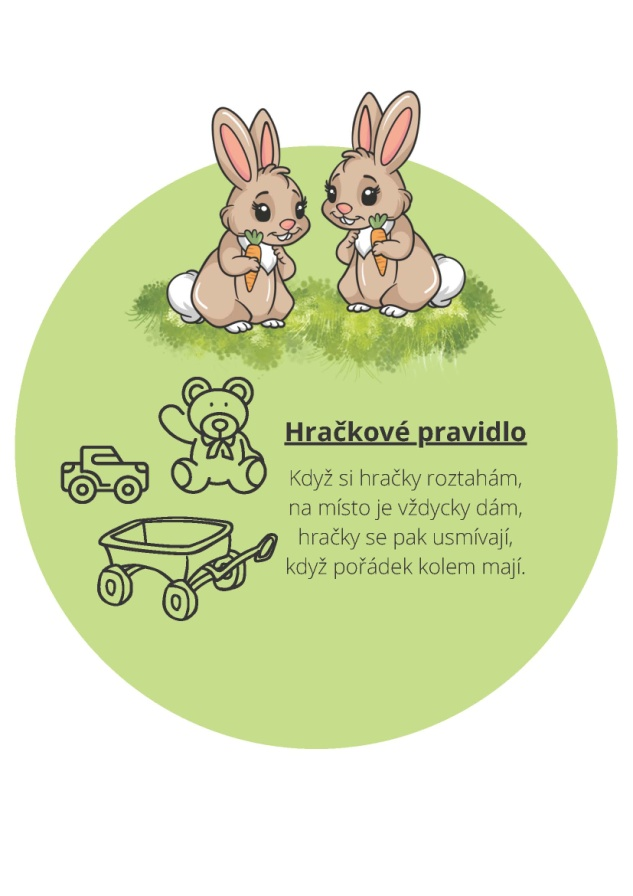 Hračkové pravidlo
Když si hračky roztahám,
na místo je vždycky dám,
hračky se pak usmívají,
když pořádek kolem mají.